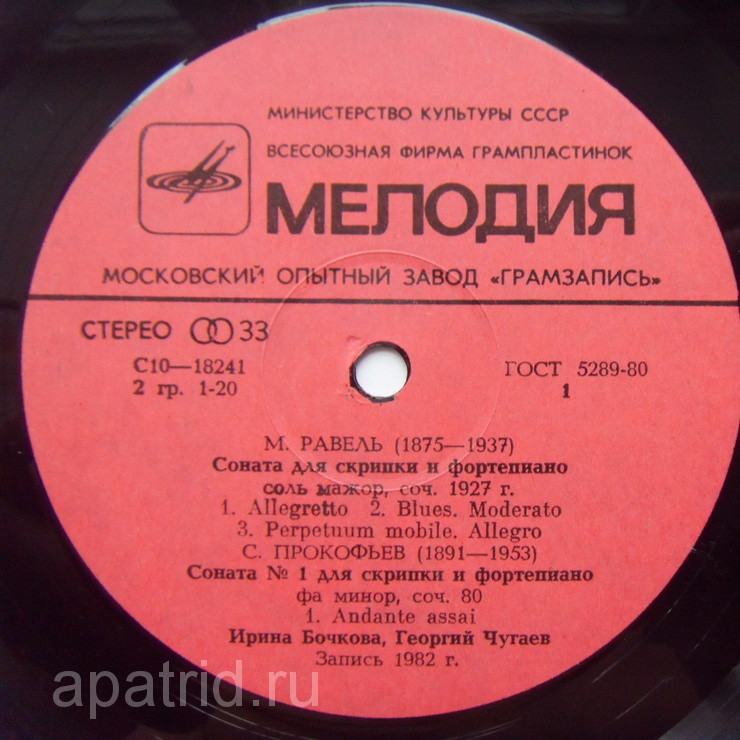 МИНИСТЕРСТВО КУЛЬТУРЫ СССР
ВСЕСОЮЗНАЯ ФИРМА ГРАМПЛАСТИНОК
МЕЛОДИЯ
МОСКОВСКИЙ ОПЫТНЫЙ ЗАВОД «ГРАМЗАПИСЬ»
СТЕРЕО 33
С10—18241
2 гр. 1-20
ГОСТ 5289-80
1
М. РАВЕЛЬ (1875—1937)
Соната для скрипки и фортепиано
соль мажор, соч. 1927 г.
1. Allegretto 2. Blues. Moderato
3. Perpetuum mobile. Allegro
С. ПРОКОФЬЕВ (1891—1953)
Соната № 1 для скрипки и фортепиано
фа минор, соч. 80
1. Andante assai
Ирина Бочкова, Георгий Чугаев
Запись 1982 г.
apatrid.ru